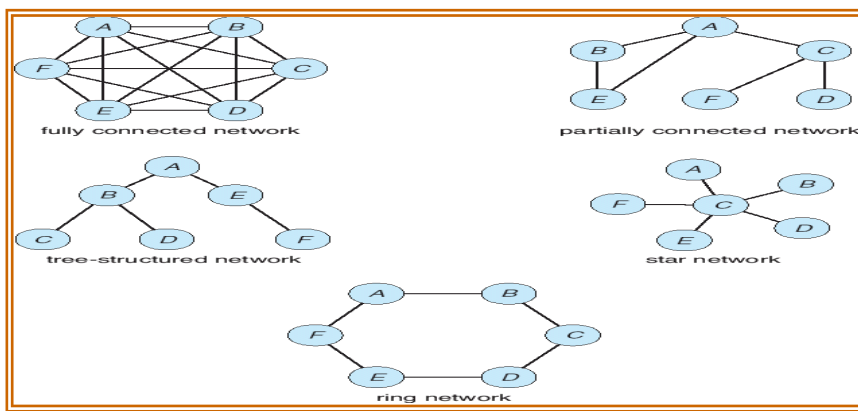 A B
F C
E D
fully connected network
A
B C
E F D
partially connected network
A
B E
C D F
tree-structured network
A
B
F C
D
E
star network
A B
F C
E D
ring network